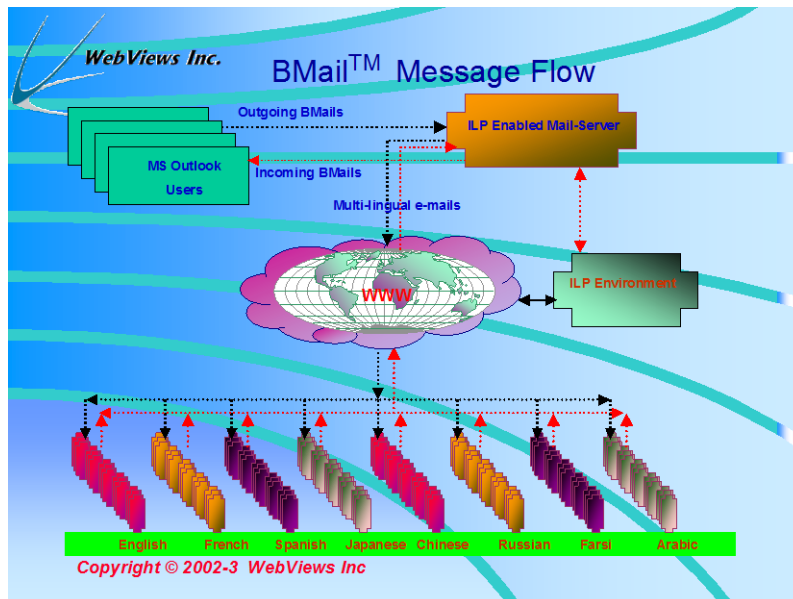 WebViews Inc.
BMail™ Message Flow
Outgoing BMails
ILP Enabled Mail-Server
MS Outlook
Users
Incoming BMails
Multi-lingual e-mails
WWW
ILP Environment
English French Spanish Japanese Chinese Russian Farsi Arabic
Copyright © 2002-3 WebViews Inc